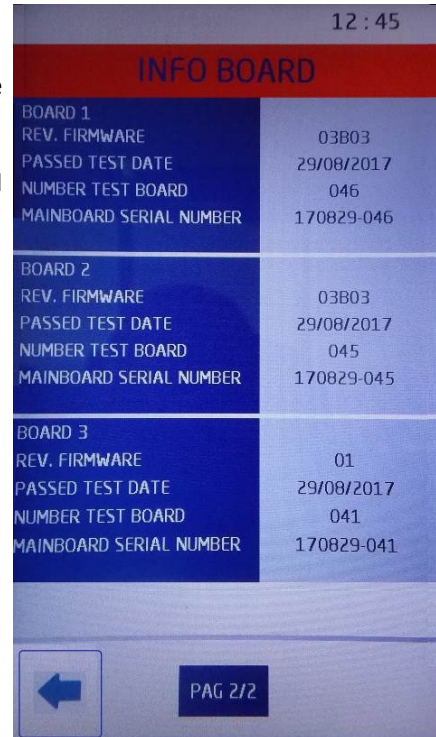 12:45
INFO BOARD
BOARD 1
REV. FIRMWARE 03B03
PASSED TEST DATE 29/08/2017
NUMBER TEST BOARD 046
MAINBOARD SERIAL NUMBER 170829-046
BOARD 2
REV. FIRMWARE 03B03
PASSED TEST DATE 29/08/2017
NUMBER TEST BOARD 045
MAINBOARD SERIAL NUMBER 170829-045
BOARD 3
REV. FIRMWARE 01
PASSED TEST DATE 29/08/2017
NUMBER TEST BOARD 041
MAINBOARD SERIAL NUMBER 170829-041
PAG 2/2